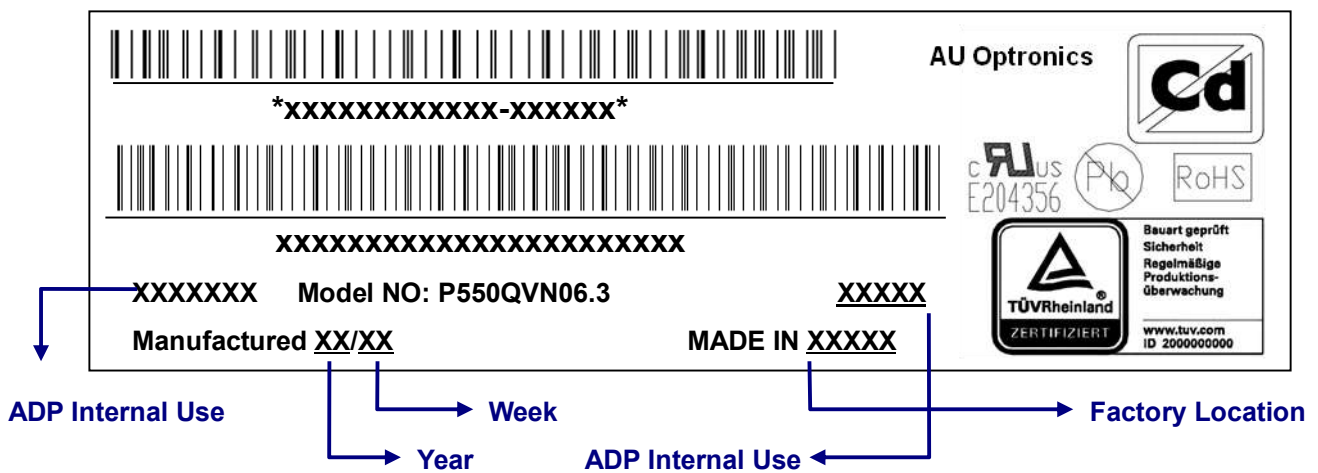 AU Optronics
Cd
*xxxxxxxxxxxx-xxxxxx*
c RU US
E204356
Pb
RoHS
xxxxxxxxxxxxxxxxxxxxxxx
XXXXXXX Model NO: P550QVN06.3 XXXXX
Manufactured XX/XX MADE IN XXXXX
TÜVRheinland®
ZERTIFIZIERT
Bauart geprüft
Sicherheit
Regelmäßige
Produktions-
überwachung
www.tuv.com
ID 2000000000
ADP Internal Use
Week
Factory Location
Year
ADP Internal Use